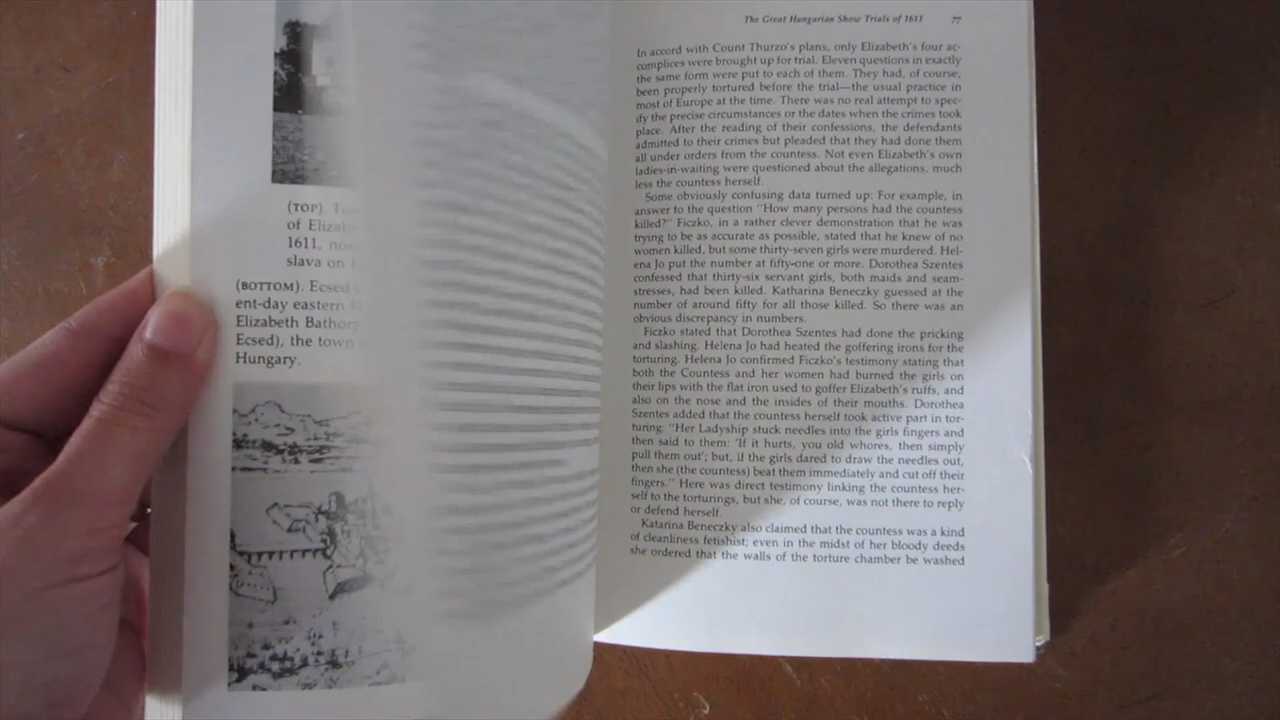 (TOP).
of Eliza
1611,
slava on
(BOTTOM). Ecsed
ent-day eastern
Elizabeth Bathor
Ecsed), the town
Hungary.
The Great Hungarian Show Trials of 1611 77
In accord with Count Thurzo's plans, only Elizabeth's four ac-
complices were brought up for trial. Eleven questions in exactly
the same form were put to each of them. They had, of course,
been properly tortured before the trial—the usual practice in
most of Europe at the time. There was no real attempt to spec-
ify the precise circumstances or the dates when the crimes took
place. After the reading of their confessions, the defendants
admitted to their crimes but pleaded that they had done them
all under orders from the countess. Not even Elizabeth's own
ladies-in-waiting were questioned about the allegations, much
less the countess herself.
Some obviously confusing data turned up: For example, in
answer to the question "How many persons had the countess
killed?" Ficzko, in a rather clever demonstration that he was
trying to be as accurate as possible, stated that he knew of no
women killed, but some thirty-seven girls were murdered. Hel-
ena Jo put the number at fifty-one or more. Dorothea Szentes
confessed that thirty-six servant girls, both maids and seam-
stresses, had been killed. Katharina Beneczky guessed at the
number of around fifty for all those killed. So there was an
obvious discrepancy in numbers.
Ficzko stated that Dorothea Szentes had done the pricking
and slashing. Helena Jo had heated the goffering irons for the
torturing. Helena Jo confirmed Ficzko's testimony stating that
both the Countess and her women had burned the girls on
their lips with the flat iron used to goffer Elizabeth's ruffs, and
also on the nose and the insides of their mouths. Dorothea
Szentes added that the countess herself took active part in tor-
turing: "Her Ladyship stuck needles into the girls fingers and
then said to them: 'If it hurts, you old whores, then simply
pull them out'; but, if the girls dared to draw the needles out,
then she (the countess) beat them immediately and cut off their
fingers." Here was direct testimony linking the countess her-
self to the torturings, but she, of course, was not there to reply
or defend herself.
Katarina Beneczky also claimed that the countess was a kind
of cleanliness fetishist; even in the midst of her bloody deeds
she ordered that the walls of the torture chamber be washed